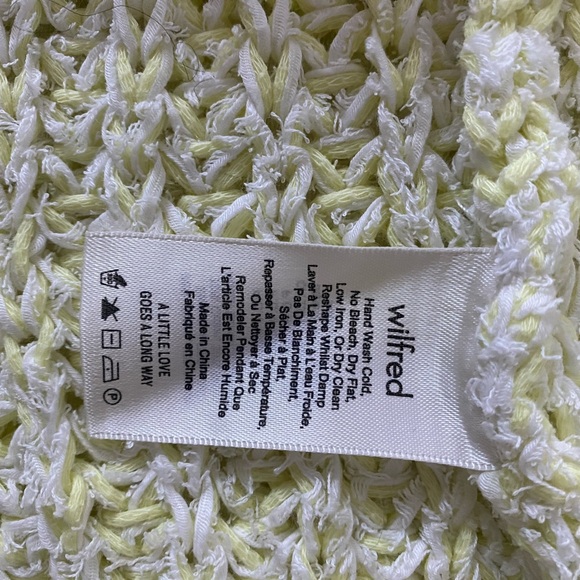 wilfred
Hand Wash Cold,
No Bleach, Dry Flat,
Reshape Whilst Damp
Low Iron, Or Dry Clean
Laver à La Main à L'eau Froide,
Pas De Blanchiment,
Sécher à Plat,
Repasser à Basse Température,
Ou Nettoyer à Sec
Remodeler Pendant Que
L'article Est Encore Humide
Made in China
Fabriqué en Chine
A LITTLE LOVE
GOES A LONG WAY
P